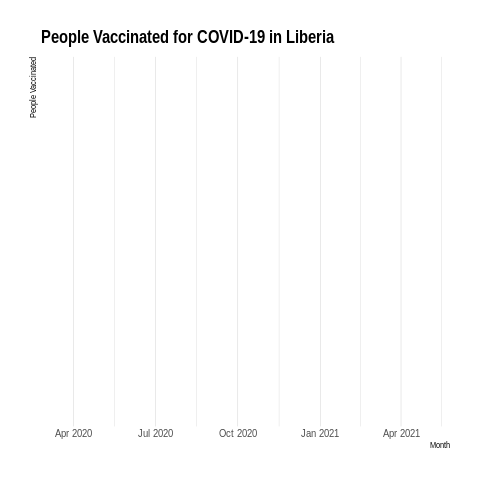 People Vaccinated for COVID-19 in Liberia
People Vaccinated
Apr 2020 Jul 2020 Oct 2020 Jan 2021 Apr 2021
Month